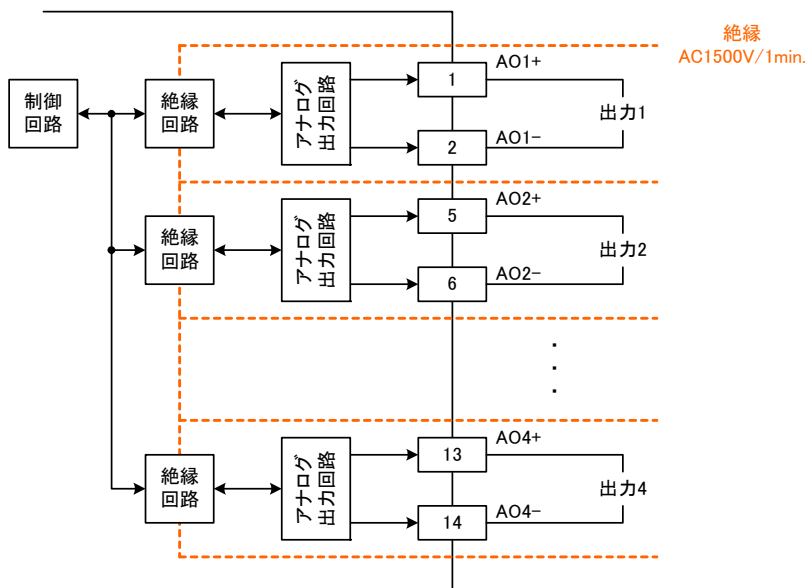 絶縁
AC1500V/1min.
制御
回路
絶縁
回路
アナログ
出力回路
1
AO1+
2
AO1−
出力1
絶縁
回路
アナログ
出力回路
5
AO2+
6
AO2−
出力2
絶縁
回路
アナログ
出力回路
13
AO4+
14
AO4−
出力4